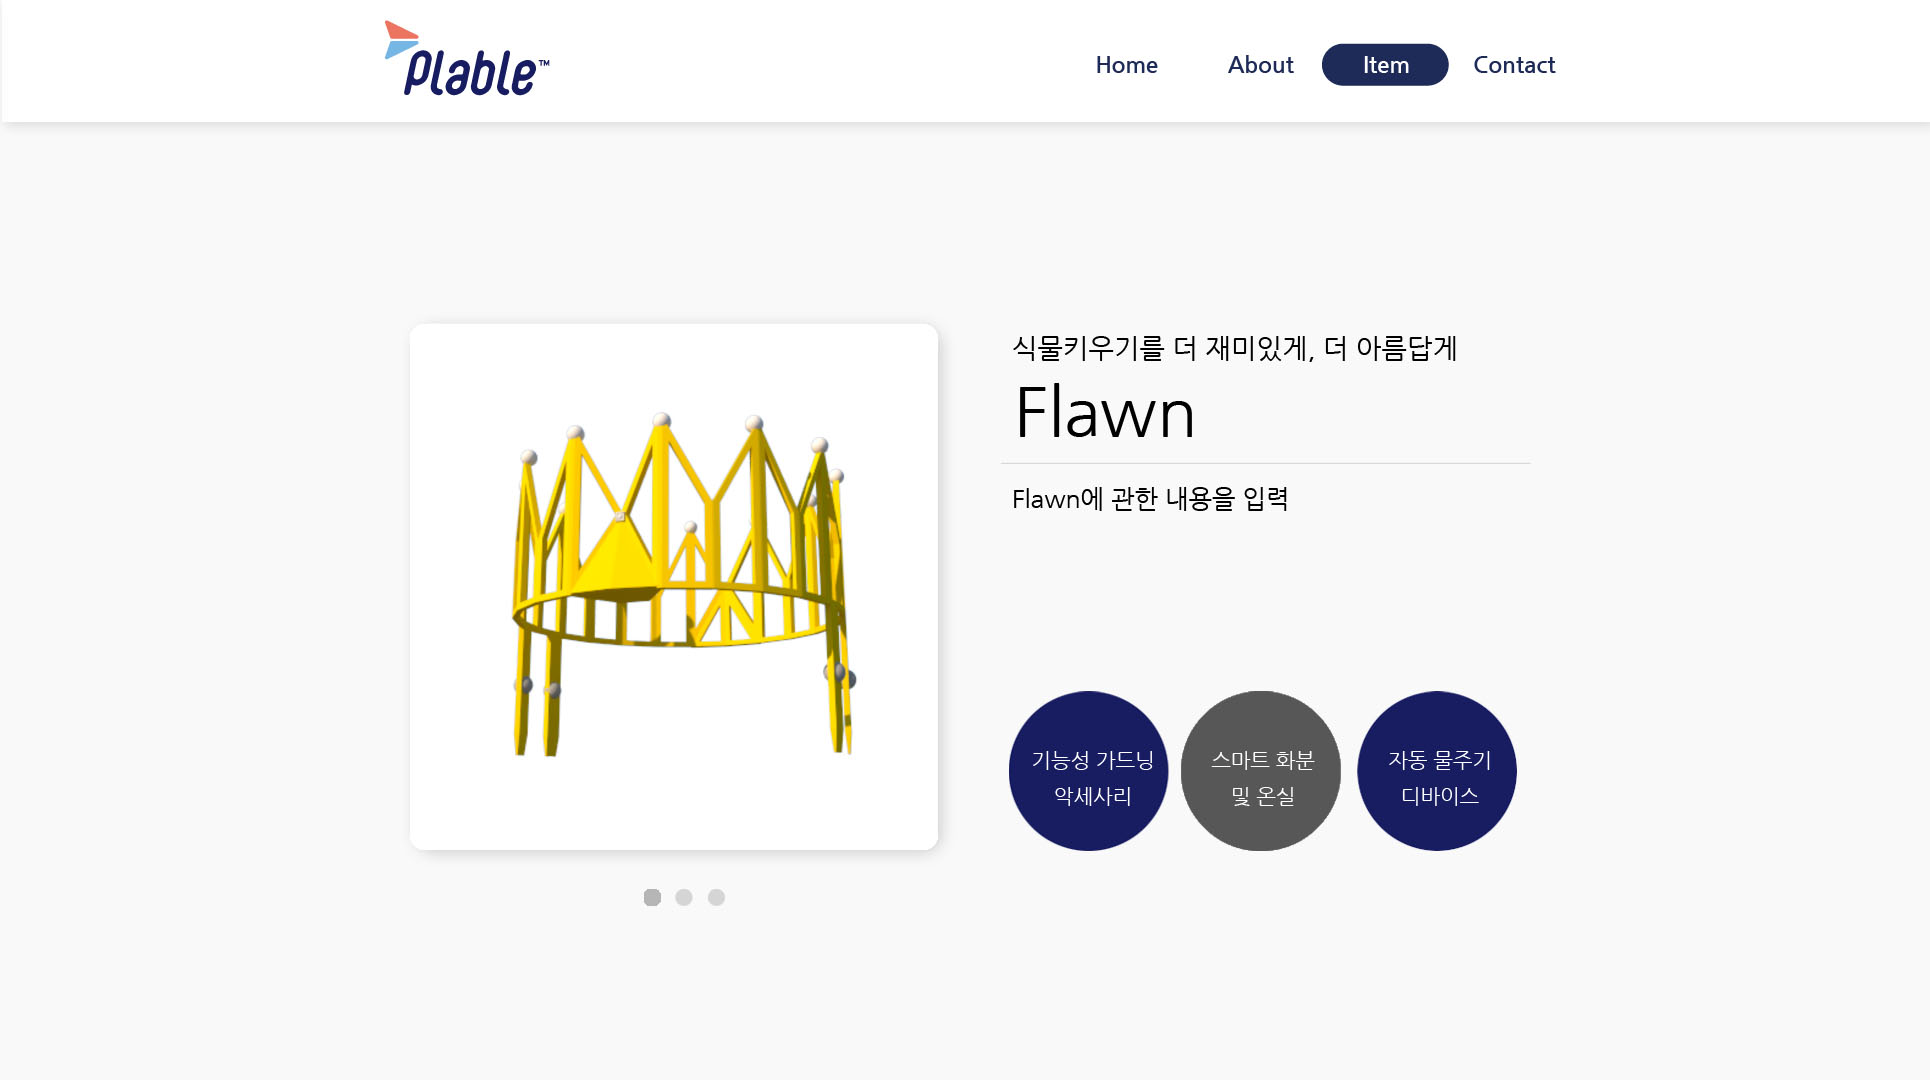 Plable™
Home About Item Contact
식물키우기를 더 재미있게, 더 아름답게
Flawn
Flawn에 관한 내용을 입력
기능성 가드닝
악세사리
스마트 화분
및 온실
자동 물주기
디바이스